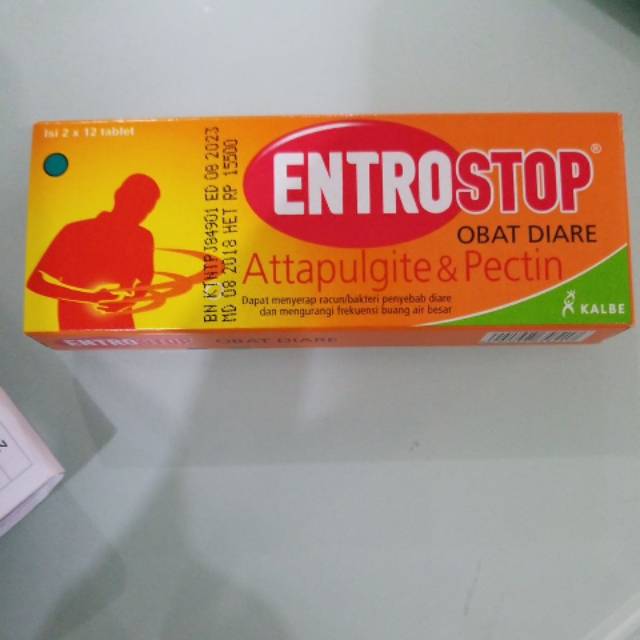 Isi 2 x 12 tablet
BN KTNTPJ84901 ED 08 2023
MD 08 2018 HET RP 15500
ENTROSTOP®
OBAT DIARE
Attapulgite & Pectin
Dapat menyerap racun/bakteri penyebab diare
dan mengurangi frekuensi buang air besar
KALBE
ENTROSTOP OBAT DIARE